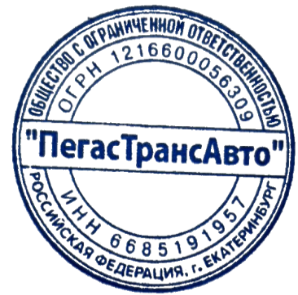 ОБЩЕСТВО С ОГРАНИЧЕННОЙ ОТВЕТСТВЕННОСТЬЮ
ОГРН 1216600056309
"ПегасТрансАвто"
ИНН 6685191957
РОССИЙСКАЯ ФЕДЕРАЦИЯ, г. ЕКАТЕРИНБУРГ